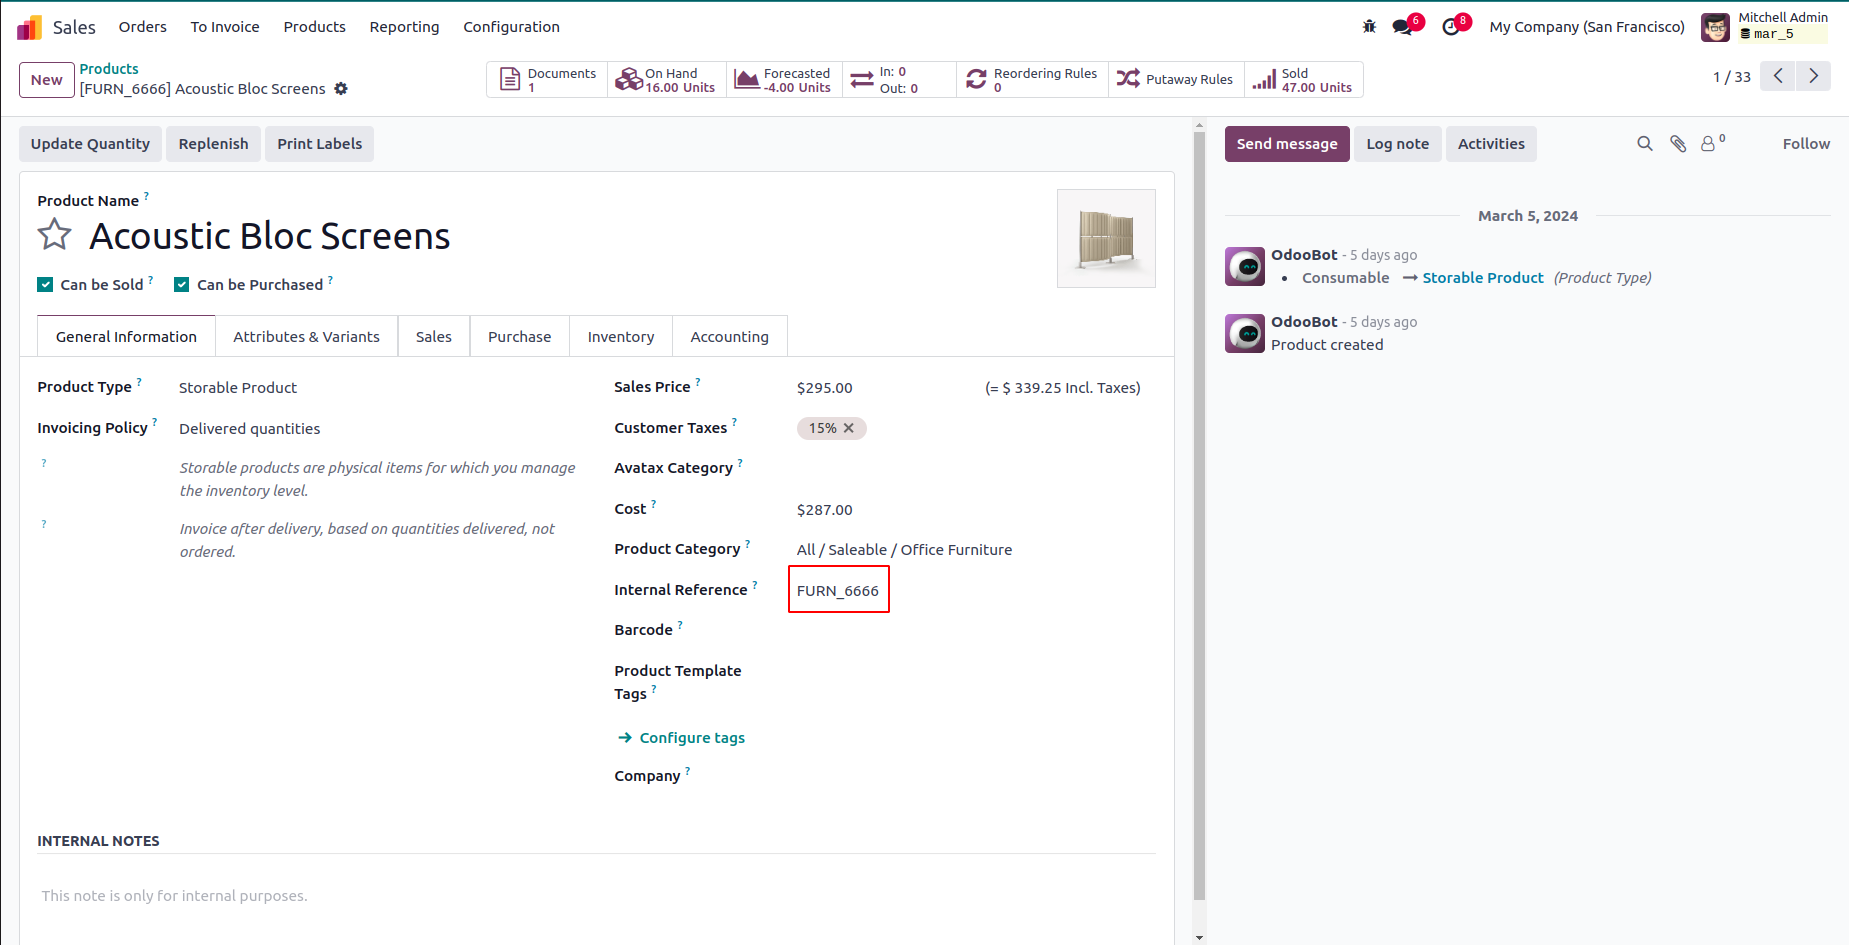 Sales Orders To Invoice Products Reporting Configuration 6 8 My Company (San Francisco) Mitchell Admin
mar_5
New Products
[FURN_6666] Acoustic Bloc Screens
Documents
1
On Hand
16.00 Units
Forecasted
-4.00 Units
In: 0
Out: 0
Reordering Rules
0
Putaway Rules
Sold
47.00 Units
1 / 33
Update Quantity Replenish Print Labels
Product Name ?
Acoustic Bloc Screens
Can be Sold ? Can be Purchased ?
General Information Attributes & Variants Sales Purchase Inventory Accounting
Product Type ? Storable Product
Invoicing Policy ? Delivered quantities
? Storable products are physical items for which you manage
the inventory level.
? Invoice after delivery, based on quantities delivered, not
ordered.
Sales Price ? $295.00 (= $ 339.25 Incl. Taxes)
Customer Taxes ? 15%
Avatax Category ?
Cost ? $287.00
Product Category ? All / Saleable / Office Furniture
Internal Reference ? FURN_6666
Barcode ?
Product Template
Tags ?
Configure tags
Company ?
INTERNAL NOTES
This note is only for internal purposes.
Send message Log note Activities 0 Follow
March 5, 2024
OdooBot - 5 days ago
• Consumable → Storable Product (Product Type)
OdooBot - 5 days ago
Product created